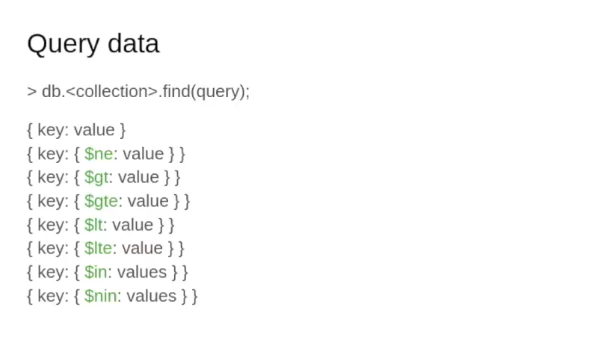 Query data
> db.<collection>.find(query);
{ key: value }
{ key: { $ne: value } }
{ key: { $gt: value } }
{ key: { $gte: value } }
{ key: { $lt: value } }
{ key: { $lte: value } }
{ key: { $in: values } }
{ key: { $nin: values } }